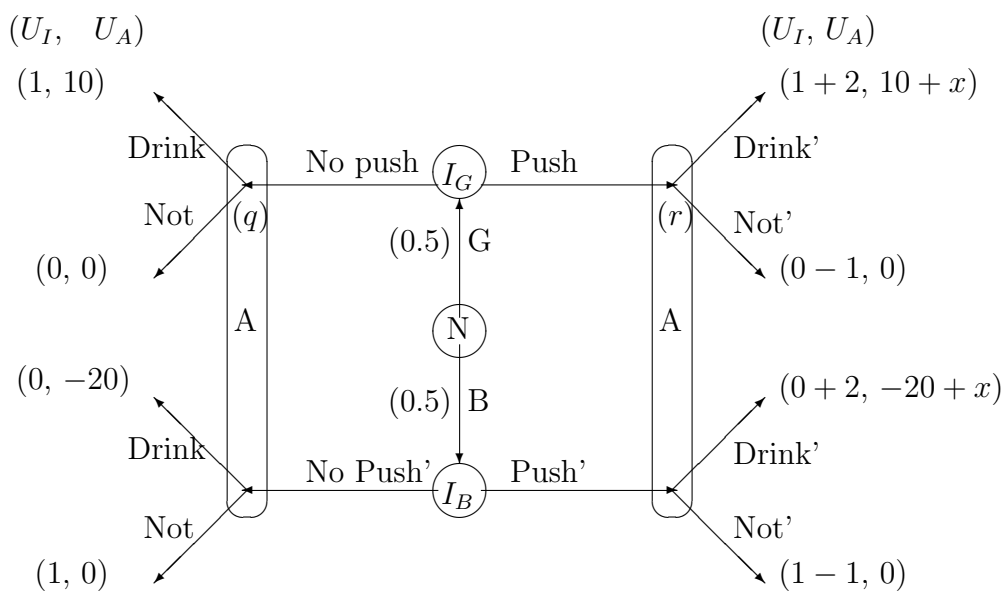 (U_I, U_A) (U_I, U_A)
(1, 10) (1 + 2, 10 + x)
Drink No push I_G Push Drink'
Not (q) (r) Not'
(0.5) G
(0, 0) (0 − 1, 0)
A N A
(0, −20) (0 + 2, −20 + x)
(0.5) B
Drink Drink'
No Push' I_B Push'
Not Not'
(1, 0) (1 − 1, 0)